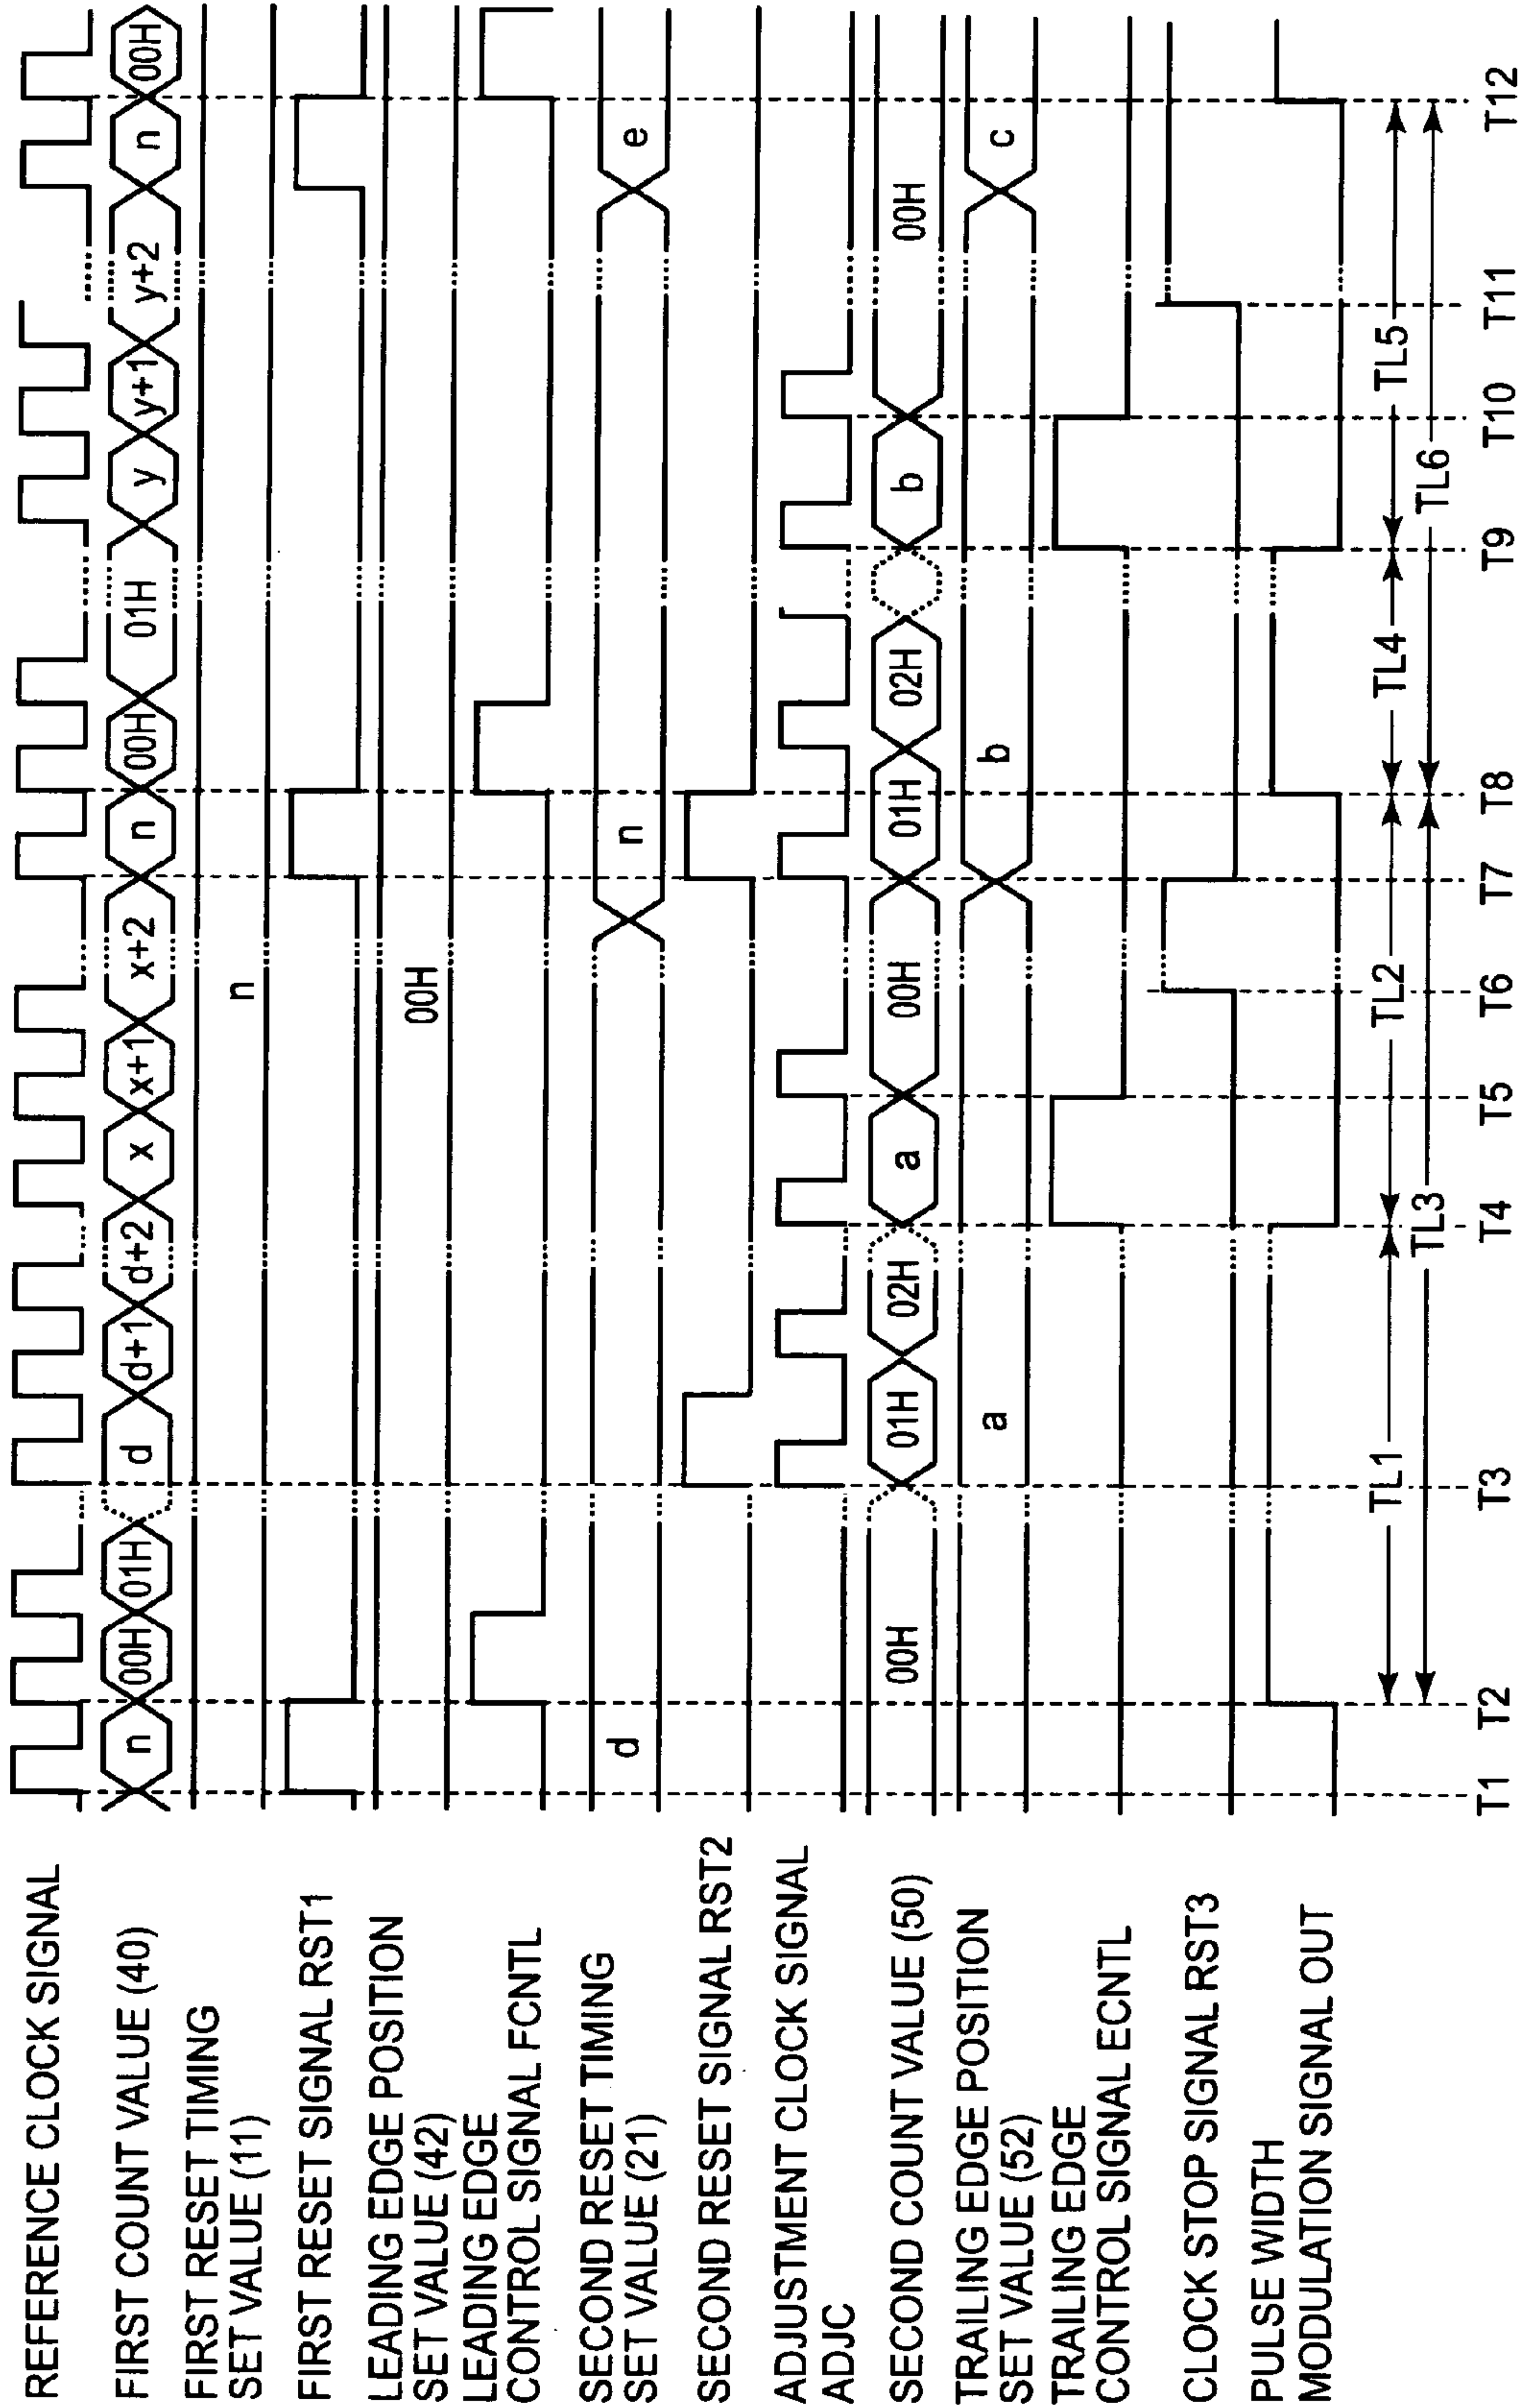 REFERENCE CLOCK SIGNAL
n 00H 01H d d+1 d+2 x x+1 x+2 n 00H 01H y y+1 y+2 n 00H
FIRST COUNT VALUE (40)
FIRST RESET TIMING
SET VALUE (11)
n
FIRST RESET SIGNAL RST1
LEADING EDGE POSITION
SET VALUE (42)
00H
LEADING EDGE
CONTROL SIGNAL FCNTL
SECOND RESET TIMING
SET VALUE (21)
d n e
SECOND RESET SIGNAL RST2
ADJUSTMENT CLOCK SIGNAL
ADJC
SECOND COUNT VALUE (50)
00H 01H 02H a 00H 01H 02H b 00H
TRAILING EDGE POSITION
SET VALUE (52)
a b c
TRAILING EDGE
CONTROL SIGNAL ECNTL
CLOCK STOP SIGNAL RST3
PULSE WIDTH
MODULATION SIGNAL OUT
TL1 TL2 TL4 TL5
TL3 TL6
T1 T2 T3 T4 T5 T6 T7 T8 T9 T10 T11 T12